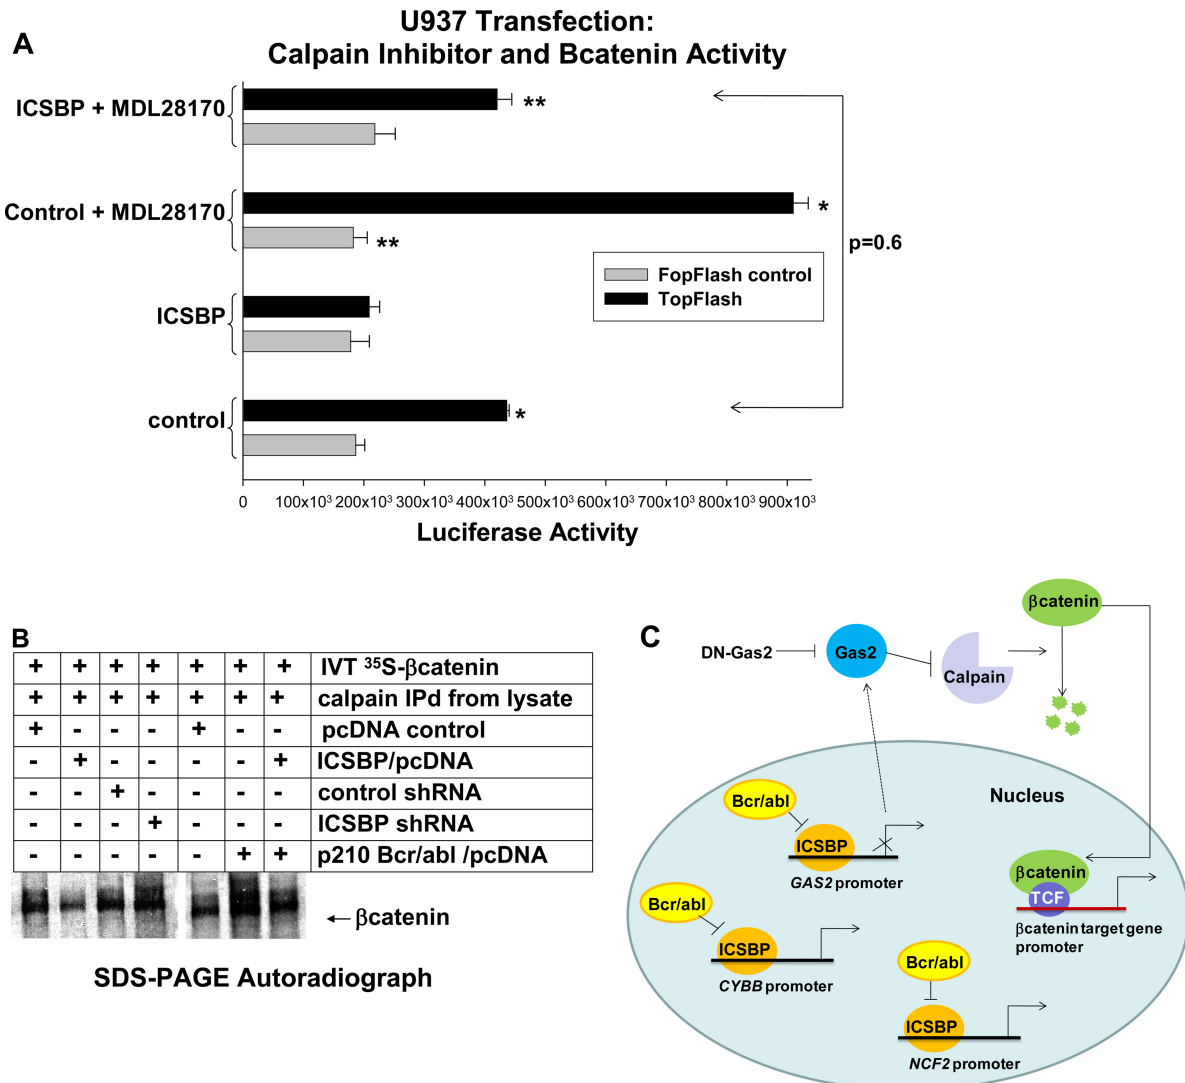 A
U937 Transfection:
Calpain Inhibitor and Bcatenin Activity
ICSBP + MDL28170
**
Control + MDL28170
*
**
p=0.6
FopFlash control
TopFlash
ICSBP
control
*
0 100x10³ 200x10³ 300x10³ 400x10³ 500x10³ 600x10³ 700x10³ 800x10³ 900x10³
Luciferase Activity
B
+ + + + + + + IVT ³⁵S-βcatenin
+ + + + + + + calpain IPd from lysate
+ - - - + - - pcDNA control
- + - - - - + ICSBP/pcDNA
- - + - - - - control shRNA
- - - + - - - ICSBP shRNA
- - - - - + + p210 Bcr/abl /pcDNA
βcatenin
SDS-PAGE Autoradiograph
C
βcatenin
DN-Gas2
Gas2
Calpain
Nucleus
Bcr/abl
ICSBP
GAS2 promoter
βcatenin
TCF
βcatenin target gene
promoter
Bcr/abl
ICSBP
CYBB promoter
Bcr/abl
ICSBP
NCF2 promoter